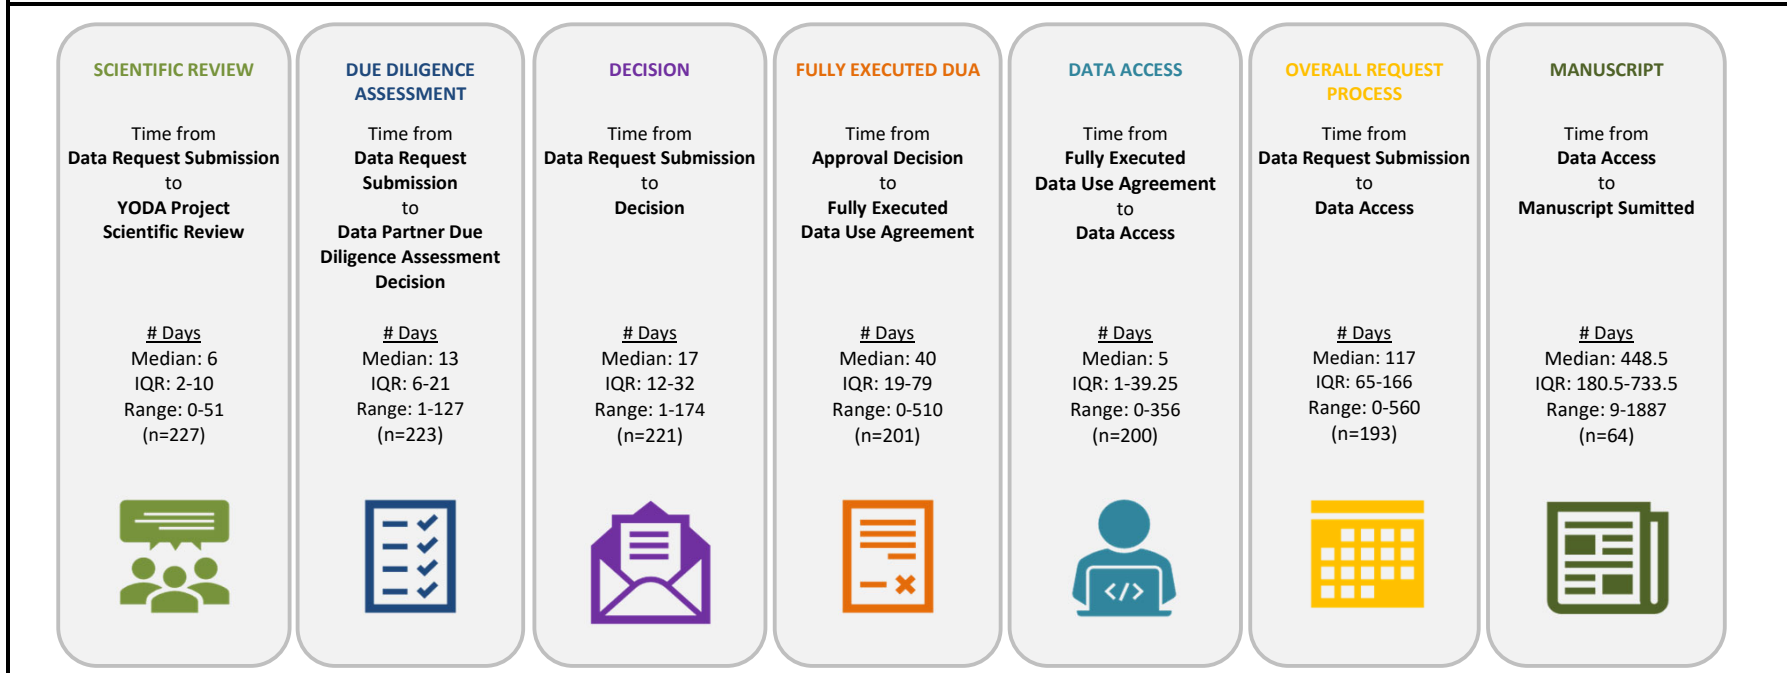 SCIENTIFIC REVIEW
Time from
Data Request Submission
to
YODA Project
Scientific Review
# Days
Median: 6
IQR: 2-10
Range: 0-51
(n=227)
DUE DILIGENCE
ASSESSMENT
Time from
Data Request
Submission
to
Data Partner Due
Diligence Assessment
Decision
# Days
Median: 13
IQR: 6-21
Range: 1-127
(n=223)
DECISION
Time from
Data Request Submission
to
Decision
# Days
Median: 17
IQR: 12-32
Range: 1-174
(n=221)
FULLY EXECUTED DUA
Time from
Approval Decision
to
Fully Executed
Data Use Agreement
# Days
Median: 40
IQR: 19-79
Range: 0-510
(n=201)
DATA ACCESS
Time from
Fully Executed
Data Use Agreement
to
Data Access
# Days
Median: 5
IQR: 1-39.25
Range: 0-356
(n=200)
</>
OVERALL REQUEST
PROCESS
Time from
Data Request Submission
to
Data Access
# Days
Median: 117
IQR: 65-166
Range: 0-560
(n=193)
MANUSCRIPT
Time from
Data Access
to
Manuscript Sumitted
# Days
Median: 448.5
IQR: 180.5-733.5
Range: 9-1887
(n=64)